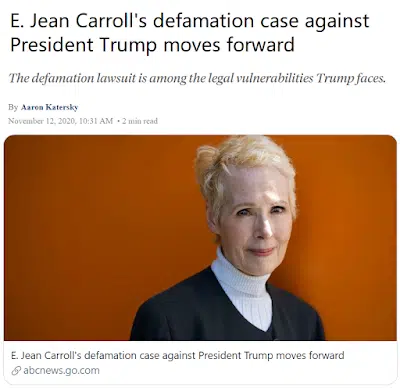 E. Jean Carroll's defamation case against
President Trump moves forward
The defamation lawsuit is among the legal vulnerabilities Trump faces.
By Aaron Katersky
November 12, 2020, 10:31 AM • 2 min read
E. Jean Carroll's defamation case against President Trump moves forward
abcnews.go.com